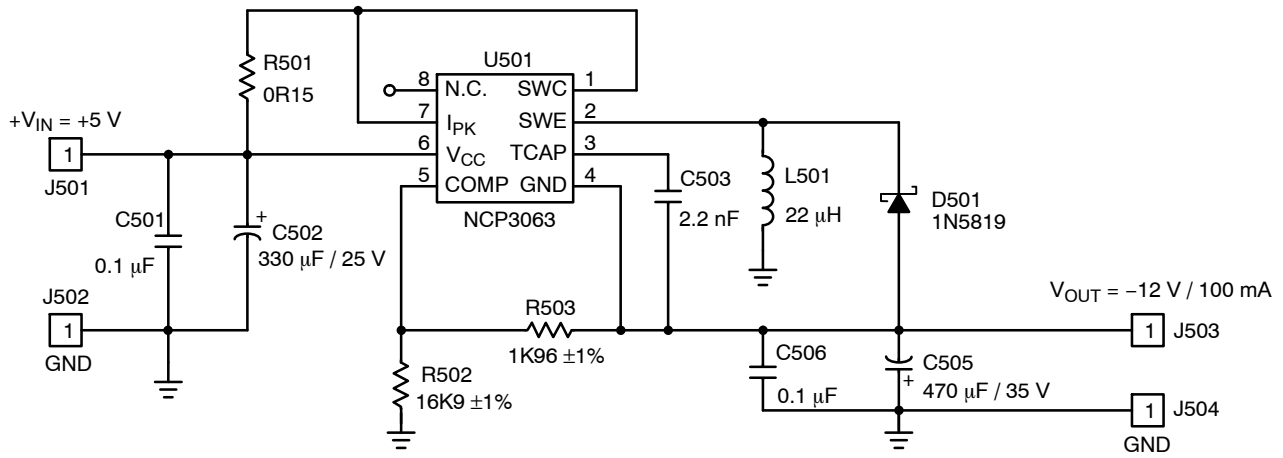 U501
R501
0R15
8 N.C. SWC 1
7 IPK SWE 2
6 VCC TCAP 3
5 COMP GND 4
NCP3063
+VIN = +5 V
1
J501
C501
0.1 μF
+
C502
330 μF / 25 V
J502
1
GND
C503
2.2 nF
L501
22 μH
D501
1N5819
VOUT = −12 V / 100 mA
1 J503
R503
1K96 ±1%
R502
16K9 ±1%
C506
0.1 μF
C505
+ 470 μF / 35 V
1 J504
GND